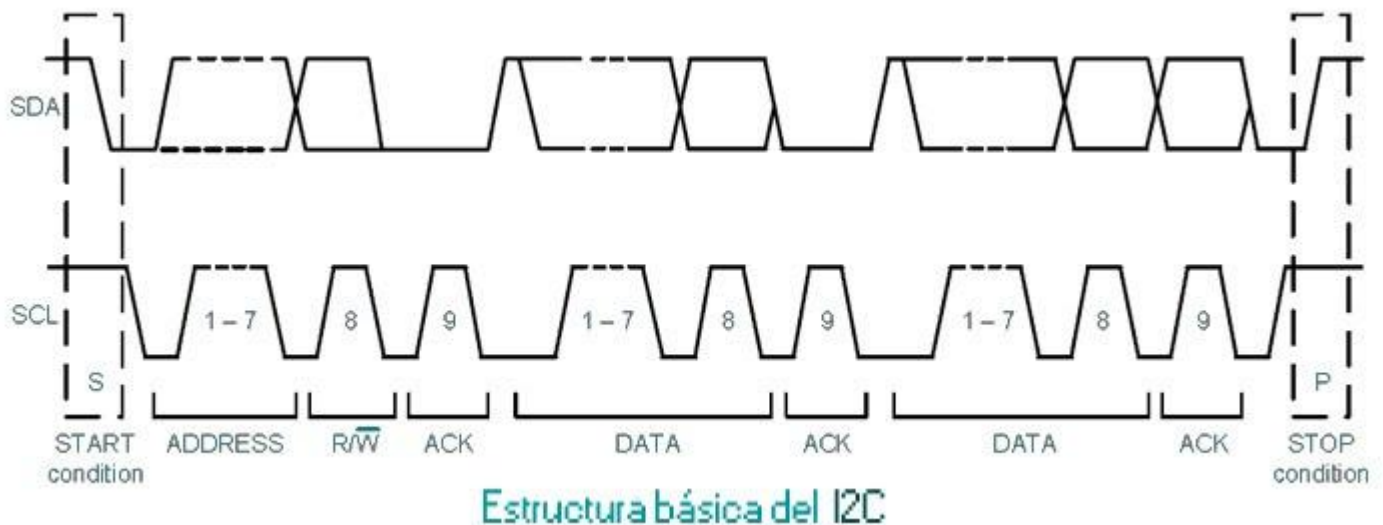 SDA
SCL
1 – 7 8 9 1 – 7 8 9 1 – 7 8 9
S P
START condition ADDRESS R/W̅ ACK DATA ACK DATA ACK STOP condition
Estructura básica del I2C